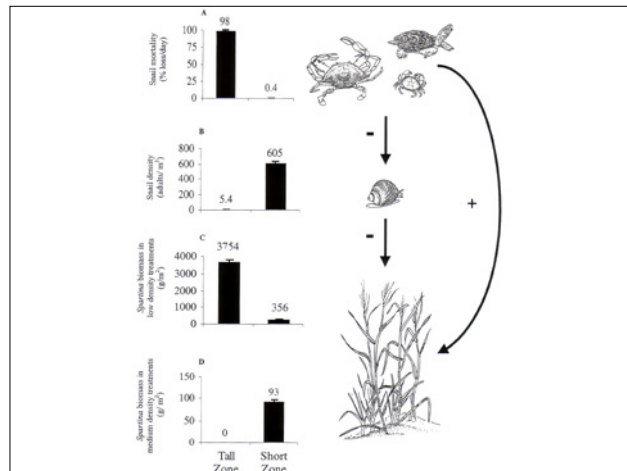 A
98
Snail mortality
(% loss/day)
100
75
50
25
0
0.4
-
B
Snail density
(adults/ m²)
800
600
400
200
0
5.4
605
+
-
C
Spartina biomass in
low density treatments
(g/m²)
4000
3000
2000
1000
0
3754
356
D
Spartina biomass in
medium density treatments
(g/ m²)
150
100
50
0
0
93
Tall
Zone
Short
Zone